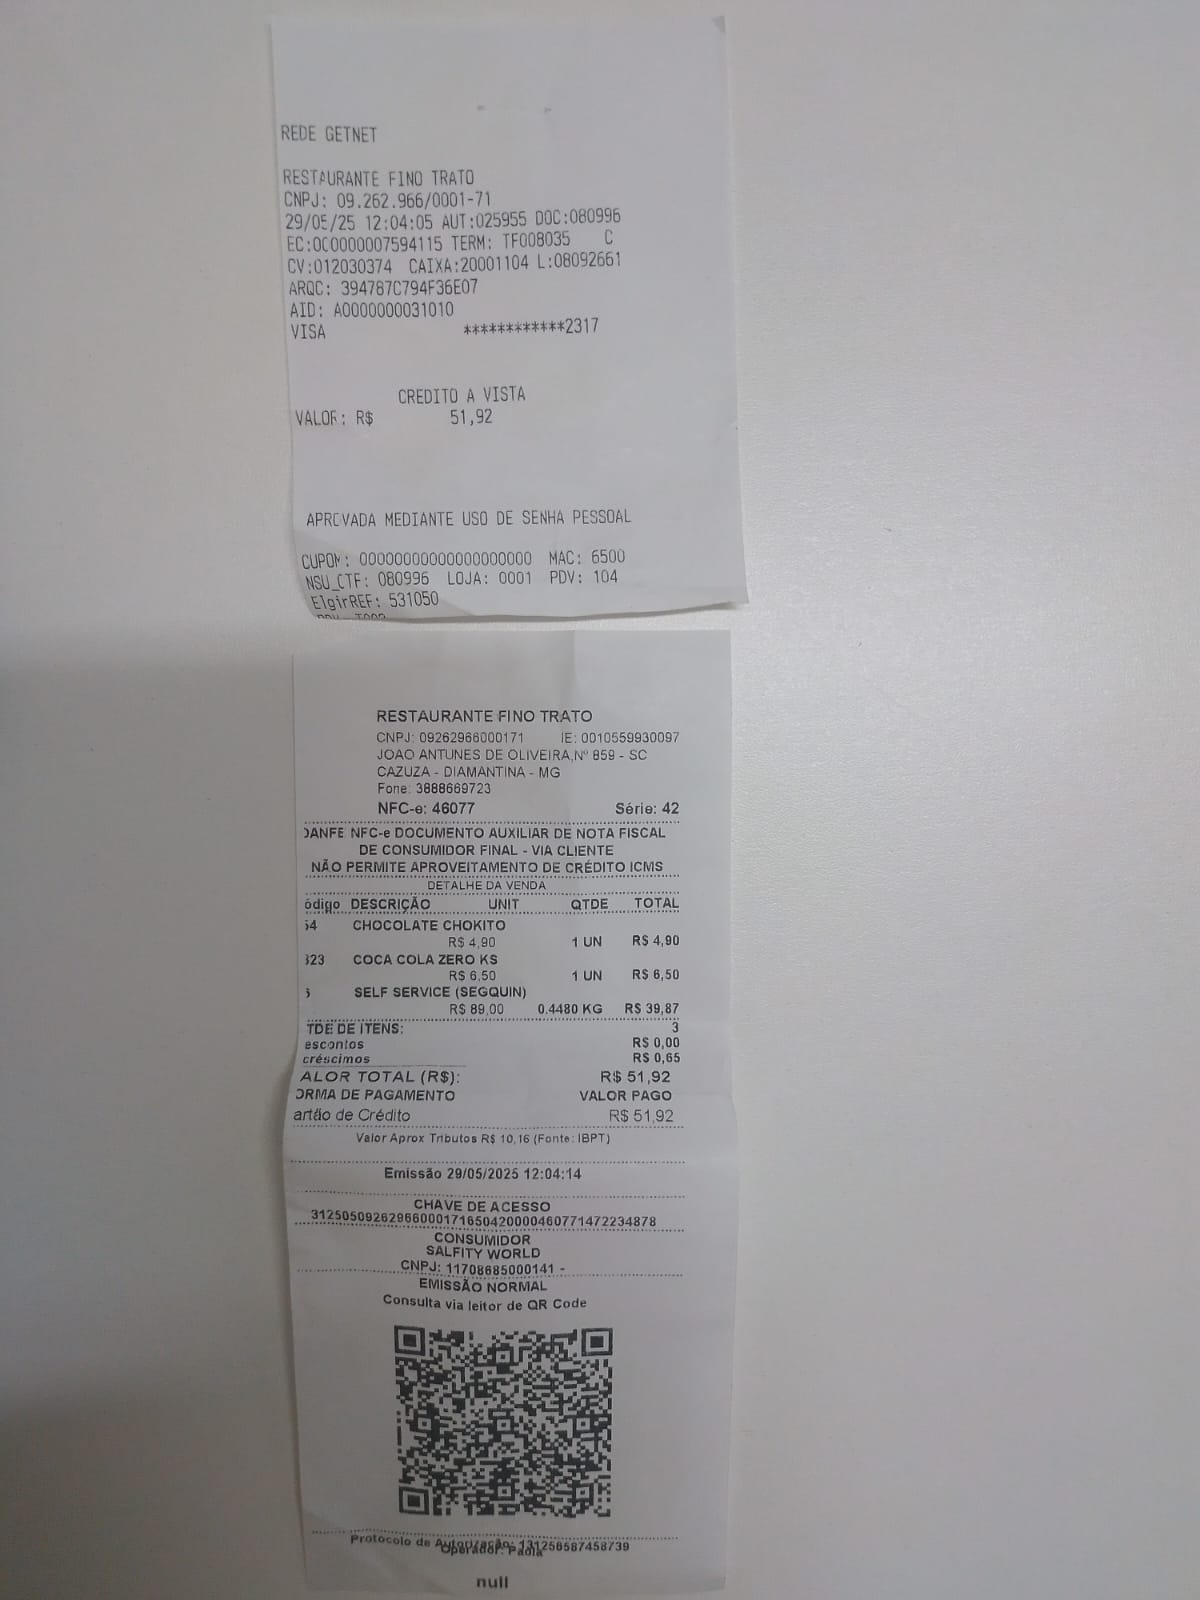 REDE GETNET
RESTAURANTE FINO TRATO
CNPJ: 09.262.966/0001-71
29/05/25 12:04:05 AUT:025955 DOC:080996
EC:000000007594115 TERM: TF008035 C
CV:012030374 CAIXA:20001104 L:08092661
ARQC: 394787C794F36E07
AID: A0000000031010
VISA ************2317
CREDITO A VISTA
VALOR: R$ 51,92
APROVADA MEDIANTE USO DE SENHA PESSOAL
CUPOM: 00000000000000000000 MAC: 6500
NSU_CTF: 080996 LOJA: 0001 PDV: 104
ElginREF: 531050
RESTAURANTE FINO TRATO
CNPJ: 09262966000171 IE: 0010559930097
JOAO ANTUNES DE OLIVEIRA,Nº 859 - SC
CAZUZA - DIAMANTINA - MG
Fone: 3888669723
NFC-e: 46077 Série: 42
DANFE NFC-e DOCUMENTO AUXILIAR DE NOTA FISCAL
DE CONSUMIDOR FINAL - VIA CLIENTE
NÃO PERMITE APROVEITAMENTO DE CRÉDITO ICMS
DETALHE DA VENDA
ódigo DESCRIÇÃO UNIT QTDE TOTAL
54 CHOCOLATE CHOKITO
R$ 4,90 1 UN R$ 4,90
323 COCA COLA ZERO KS
R$ 6,50 1 UN R$ 6,50
SELF SERVICE (SEGQUIN)
R$ 89,00 0.4480 KG R$ 39,87
TDE DE ITENS: 3
escontos R$ 0,00
créscimos R$ 0,65
ALOR TOTAL (R$): R$ 51,92
ORMA DE PAGAMENTO VALOR PAGO
artão de Crédito R$ 51,92
Valor Aprox Tributos R$ 10,16 (Fonte: IBPT)
Emissão 29/05/2025 12:04:14
CHAVE DE ACESSO
31250509262966000171650420000460771472234878
CONSUMIDOR
SALFITY WORLD
CNPJ: 11708685000141 -
EMISSÃO NORMAL
Consulta via leitor de QR Code
Protocolo de Autorização: 131256587458739
Operador: Paola
null